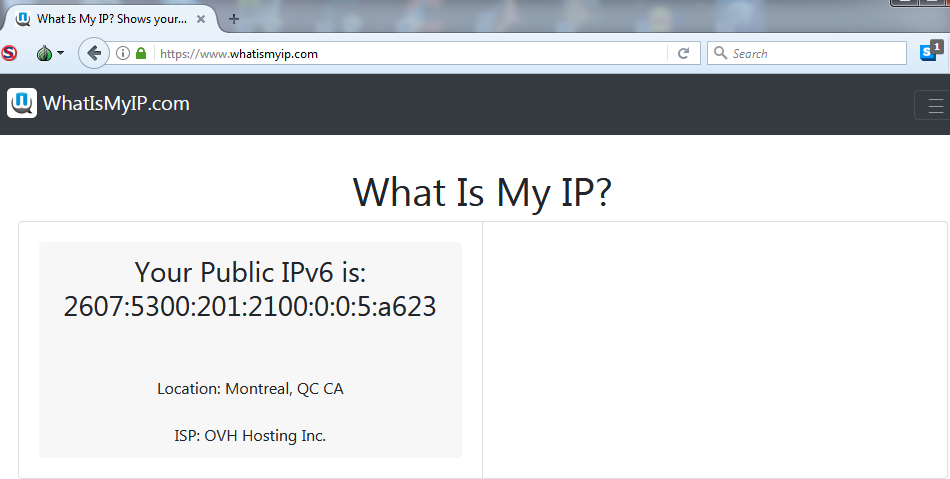 What Is My IP? Shows your...
https://www.whatismyip.com
Search
S 1
WhatIsMyIP.com
What Is My IP?
Your Public IPv6 is:
2607:5300:201:2100:0:0:5:a623
Location: Montreal, QC CA
ISP: OVH Hosting Inc.